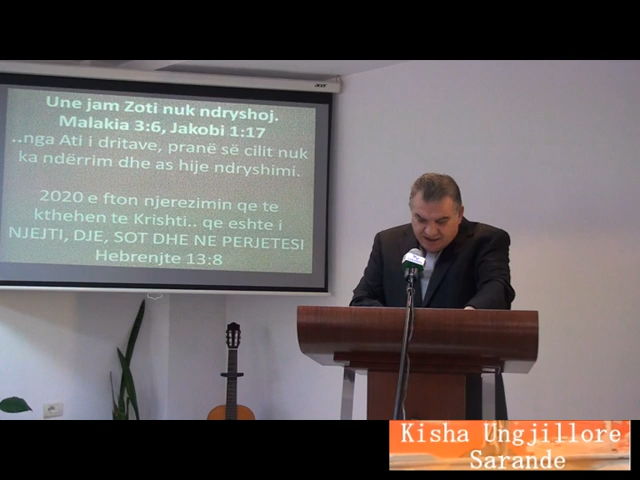 acer
Une jam Zoti nuk ndryshoj.
Malakia 3:6, Jakobi 1:17
..nga Ati i dritave, pranë së cilit nuk
ka ndërrim dhe as hije ndryshimi.
2020 e fton njerezimin qe te
kthehen te Krishti.. qe eshte i
NJEJTI, DJE, SOT DHE NE PERJETESI
Hebrenjte 13:8
Kisha Ungjillore
Sarande